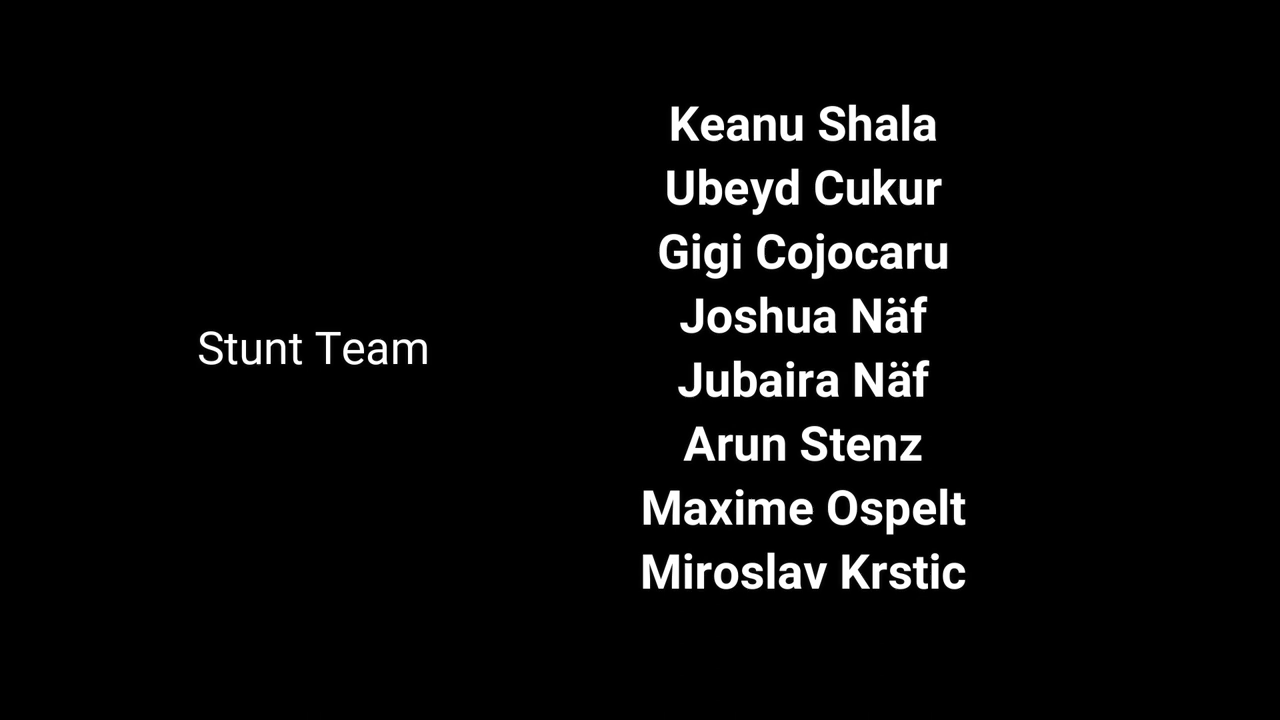 Stunt Team
Keanu Shala
Ubeyd Cukur
Gigi Cojocaru
Joshua Näf
Jubaira Näf
Arun Stenz
Maxime Ospelt
Miroslav Krstic